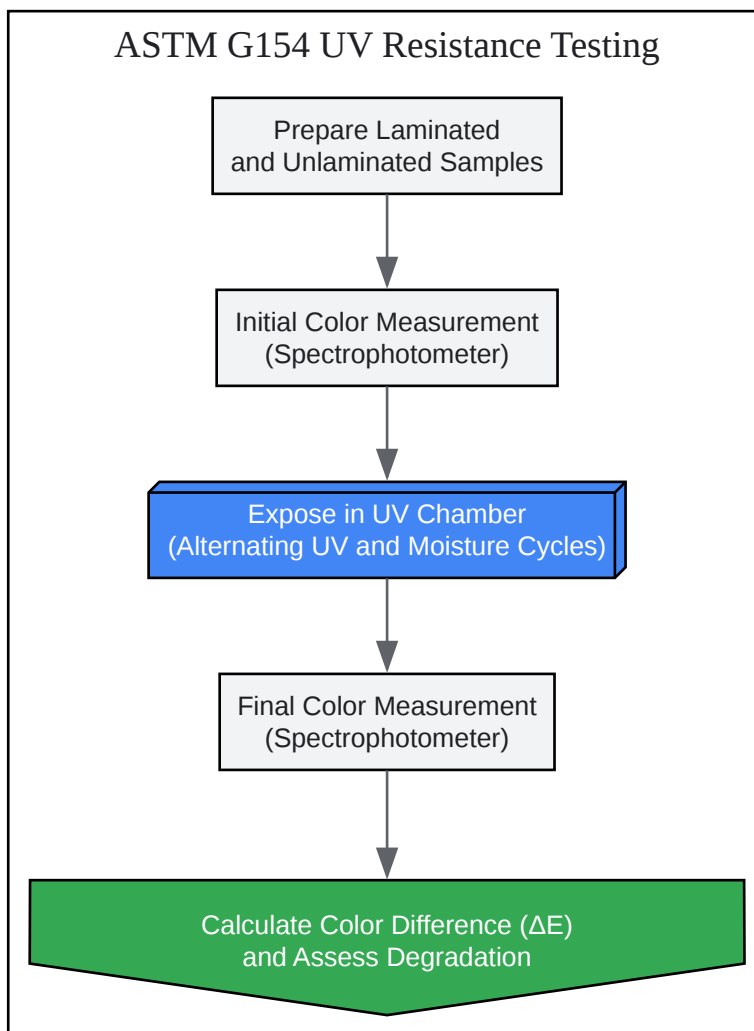 ASTM G154 UV Resistance Testing
Prepare Laminated
and Unlaminated Samples
Initial Color Measurement
(Spectrophotometer)
Expose in UV Chamber
(Alternating UV and Moisture Cycles)
Final Color Measurement
(Spectrophotometer)
Calculate Color Difference (ΔE)
and Assess Degradation